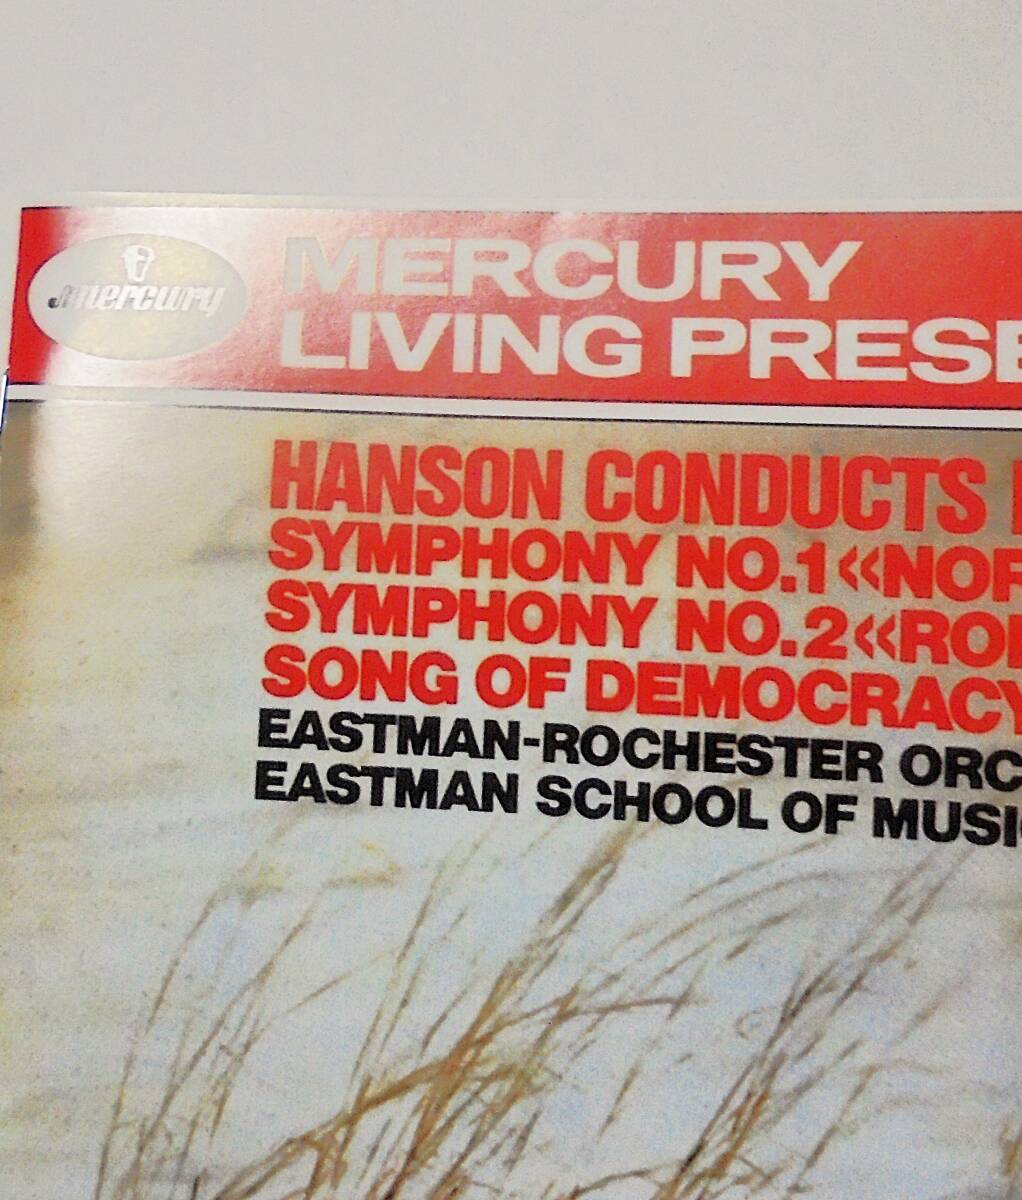 mercury
MERCURY
LIVING PRESE
HANSON CONDUCTS
SYMPHONY NO.1 «NOR
SYMPHONY NO.2 «RO
SONG OF DEMOCRACY
EASTMAN-ROCHESTER ORC
EASTMAN SCHOOL OF MUSIC